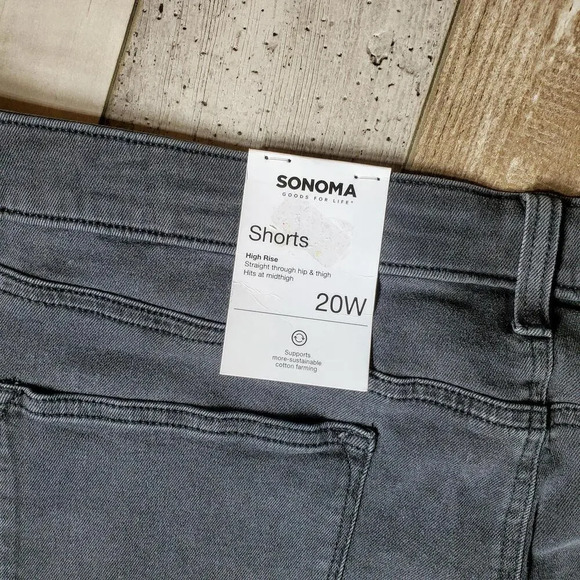 SONOMA
GOODS FOR LIFE™
Shorts
High Rise
Straight through hip & thigh
Hits at midthigh
20W
Supports
more-sustainable
cotton farming